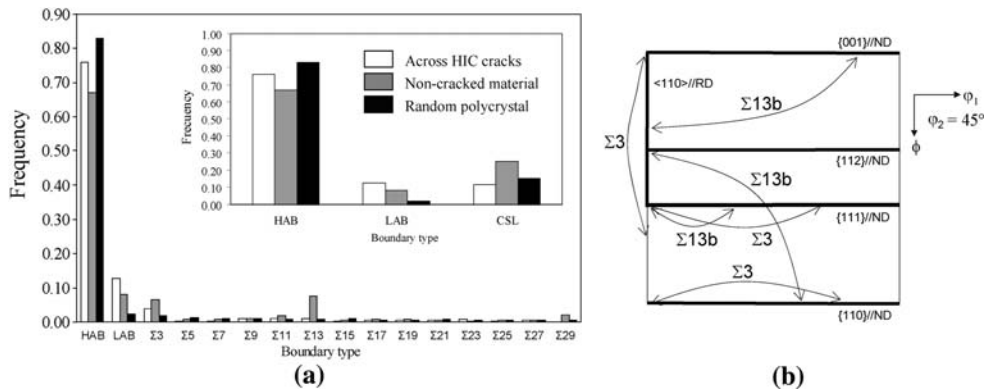 0.90
0.80
0.70
0.60
0.50
0.40
0.30
0.20
0.10
0.00
Frequency
HAB LAB Σ3 Σ5 Σ7 Σ9 Σ11 Σ13 Σ15 Σ17 Σ19 Σ21 Σ23 Σ25 Σ27 Σ29
Boundary type
1.00
0.90
0.80
0.70
0.60
0.50
0.40
0.30
0.20
0.10
0.00
Frecuency
Across HIC cracks
Non-cracked material
Random polycrystal
HAB LAB CSL
Boundary type
(a)
{001}//ND
<110>//RD
Σ13b
φ1
φ2 = 45°
ϕ
Σ3
{112}//ND
Σ13b
{111}//ND
Σ13b Σ3
Σ3
{110}//ND
(b)